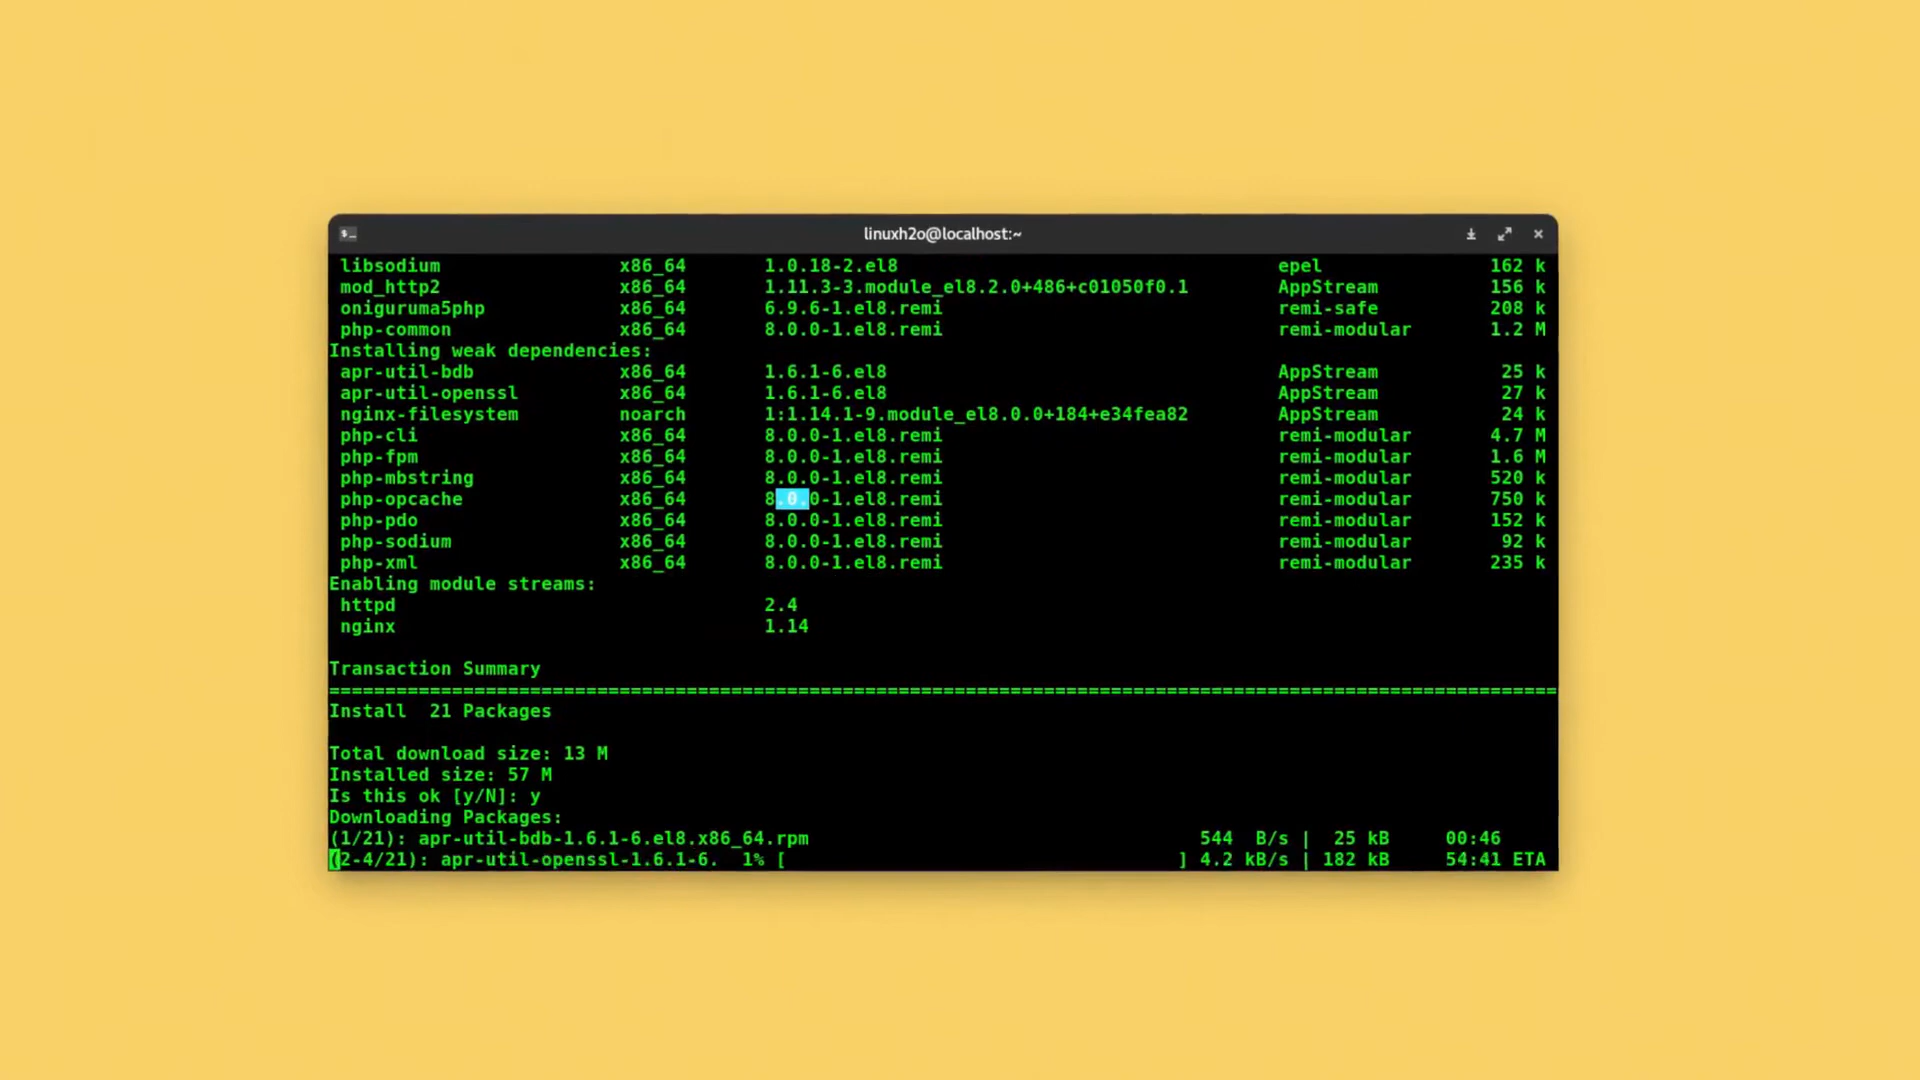 linuxh2o@localhost:~
libsodium x86_64 1.0.18-2.el8 epel 162 k
mod_http2 x86_64 1.11.3-3.module_el8.2.0+486+c01050f0.1 AppStream 156 k
oniguruma5php x86_64 6.9.6-1.el8.remi remi-safe 208 k
php-common x86_64 8.0.0-1.el8.remi remi-modular 1.2 M
Installing weak dependencies:
apr-util-bdb x86_64 1.6.1-6.el8 AppStream 25 k
apr-util-openssl x86_64 1.6.1-6.el8 AppStream 27 k
nginx-filesystem noarch 1:1.14.1-9.module_el8.0.0+184+e34fea82 AppStream 24 k
php-cli x86_64 8.0.0-1.el8.remi remi-modular 4.7 M
php-fpm x86_64 8.0.0-1.el8.remi remi-modular 1.6 M
php-mbstring x86_64 8.0.0-1.el8.remi remi-modular 520 k
php-opcache x86_64 8.0.0-1.el8.remi remi-modular 750 k
php-pdo x86_64 8.0.0-1.el8.remi remi-modular 152 k
php-sodium x86_64 8.0.0-1.el8.remi remi-modular 92 k
php-xml x86_64 8.0.0-1.el8.remi remi-modular 235 k
Enabling module streams:
httpd 2.4
nginx 1.14
Transaction Summary
================================================================================================================
Install 21 Packages
Total download size: 13 M
Installed size: 57 M
Is this ok [y/N]: y
Downloading Packages:
(1/21): apr-util-bdb-1.6.1-6.el8.x86_64.rpm 544 B/s | 25 kB 00:46
(2-4/21): apr-util-openssl-1.6.1-6. 1% [ ] 4.2 kB/s | 182 kB 54:41 ETA